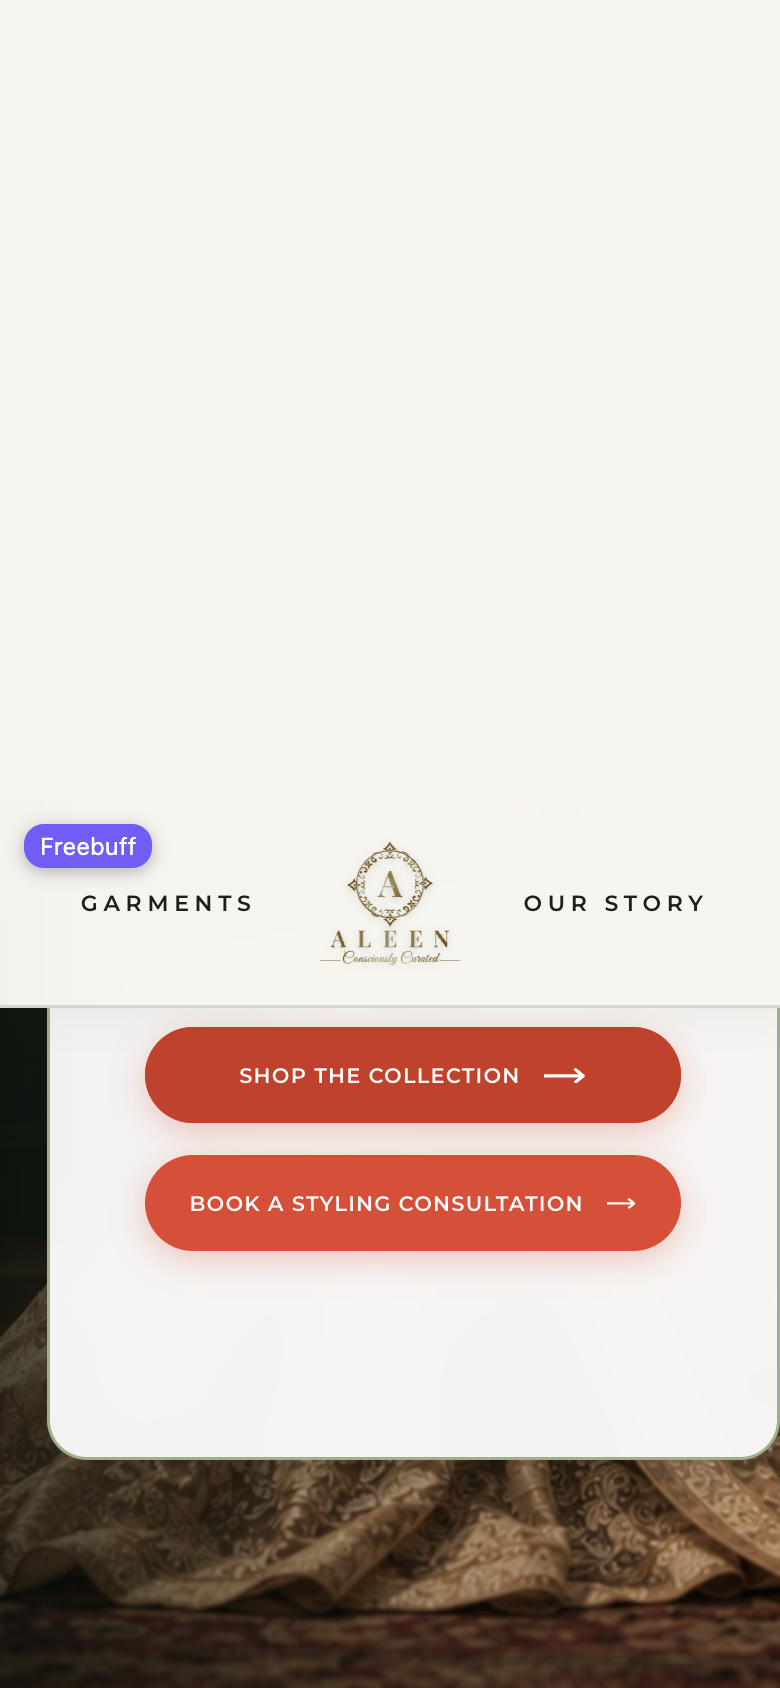 Freebuff
GARMENTS
A
ALEEN
Consciously Curated
OUR STORY
SHOP THE COLLECTION
BOOK A STYLING CONSULTATION